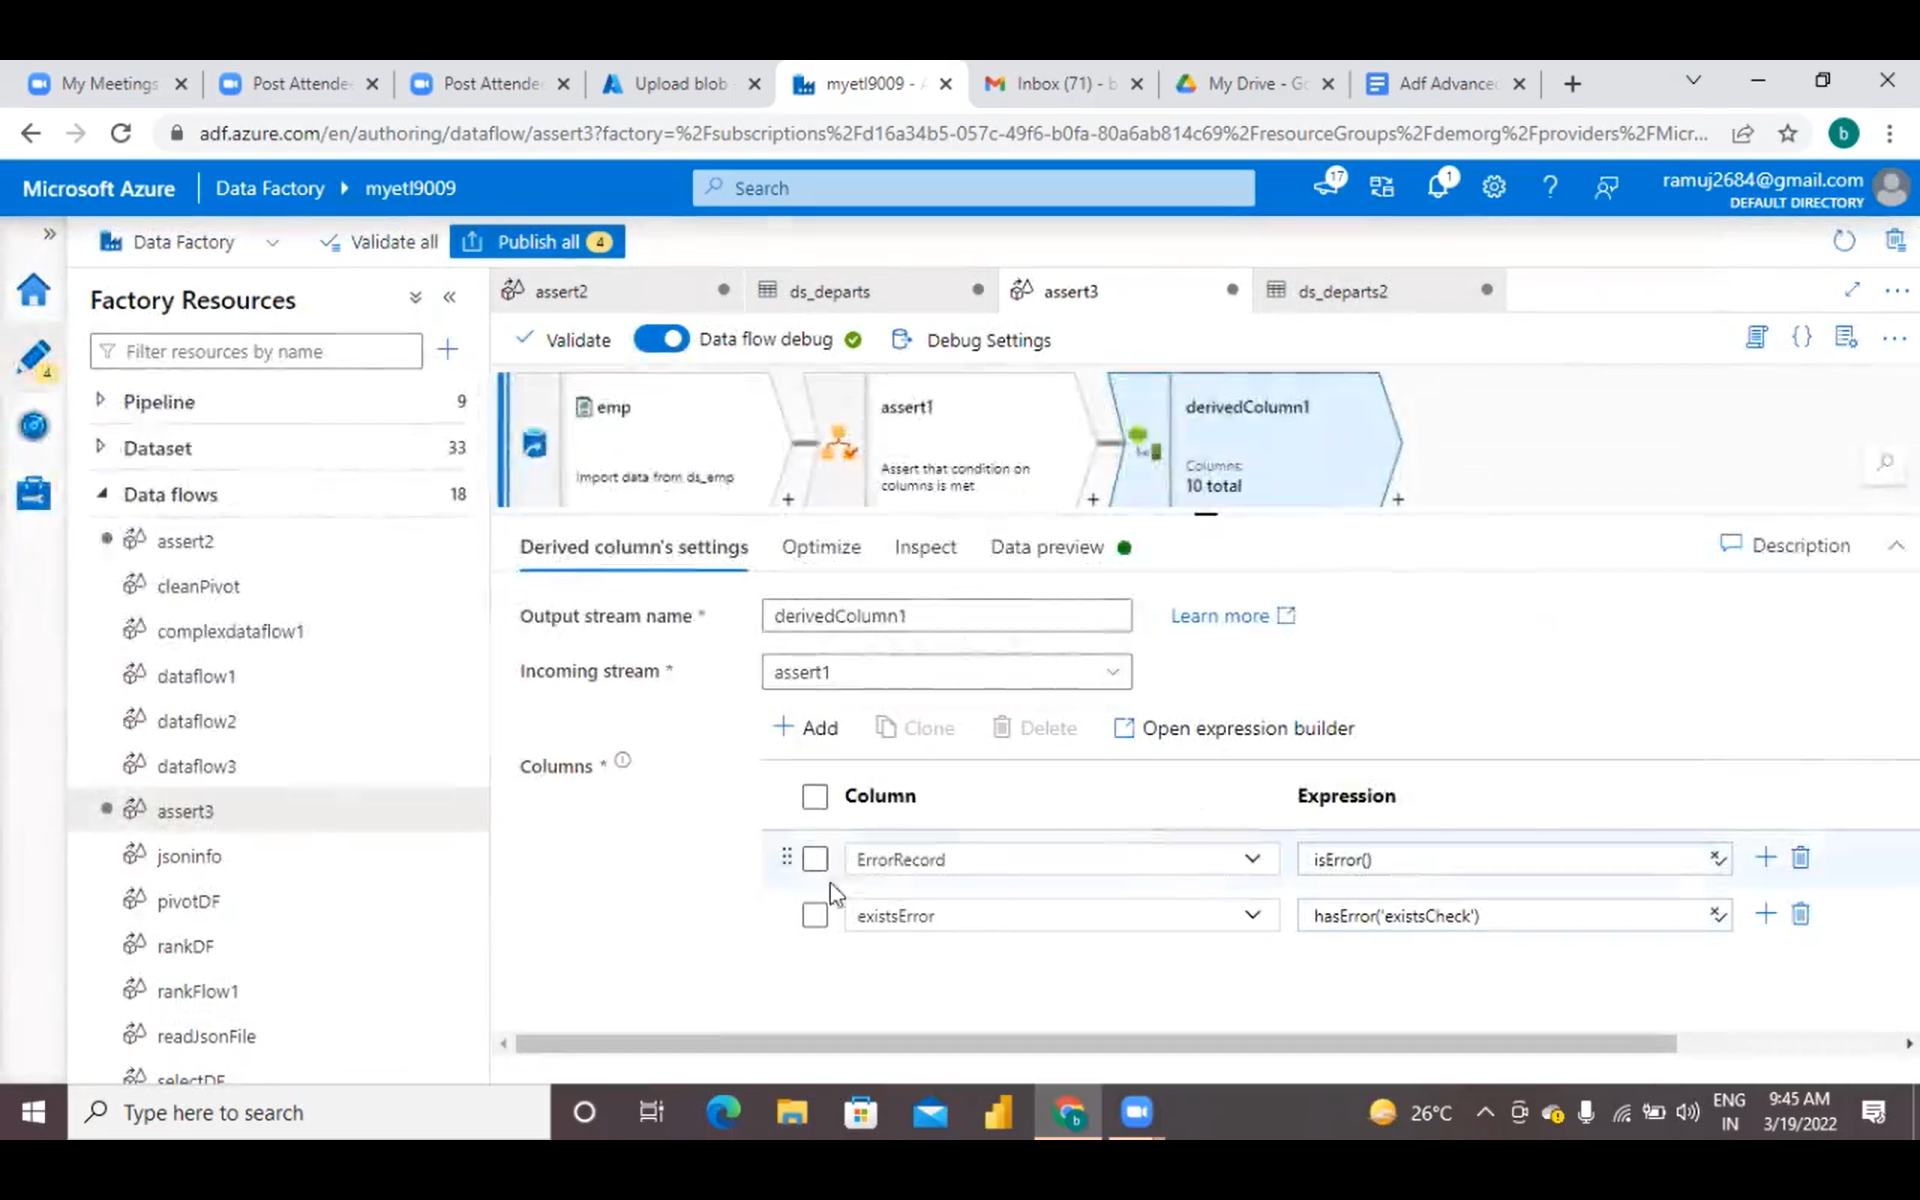 My Meetings
Post Attende
Post Attende
Upload blob
myetl9009 - A
Inbox (71) - b
My Drive - Go
Adf Advance
adf.azure.com/en/authoring/dataflow/assert3?factory=%2Fsubscriptions%2Fd16a34b5-057c-49f6-b0fa-80a6ab814c69%2FresourceGroups%2Fdemorg%2Fproviders%2FMicr...
b
Microsoft Azure
Data Factory
myetl9009
Search
17
1
ramuj2684@gmail.com
DEFAULT DIRECTORY
Data Factory
Validate all
Publish all 4
Factory Resources
Filter resources by name
4
Pipeline 9
Dataset 33
Data flows 18
assert2
cleanPivot
complexdataflow1
dataflow1
dataflow2
dataflow3
assert3
jsoninfo
pivotDF
rankDF
rankFlow1
readJsonFile
selectDF
assert2
ds_departs
assert3
ds_departs2
Validate
Data flow debug
Debug Settings
emp
Import data from ds_emp
assert1
Assert that condition on
columns is met
derivedColumn1
Columns:
10 total
Derived column's settings
Optimize
Inspect
Data preview
Description
Output stream name *
derivedColumn1
Learn more
Incoming stream *
assert1
Add
Clone
Delete
Open expression builder
Columns *
Column
Expression
ErrorRecord
isError()
existsError
hasError('existsCheck')
Type here to search
26°C
ENG
IN
9:45 AM
3/19/2022